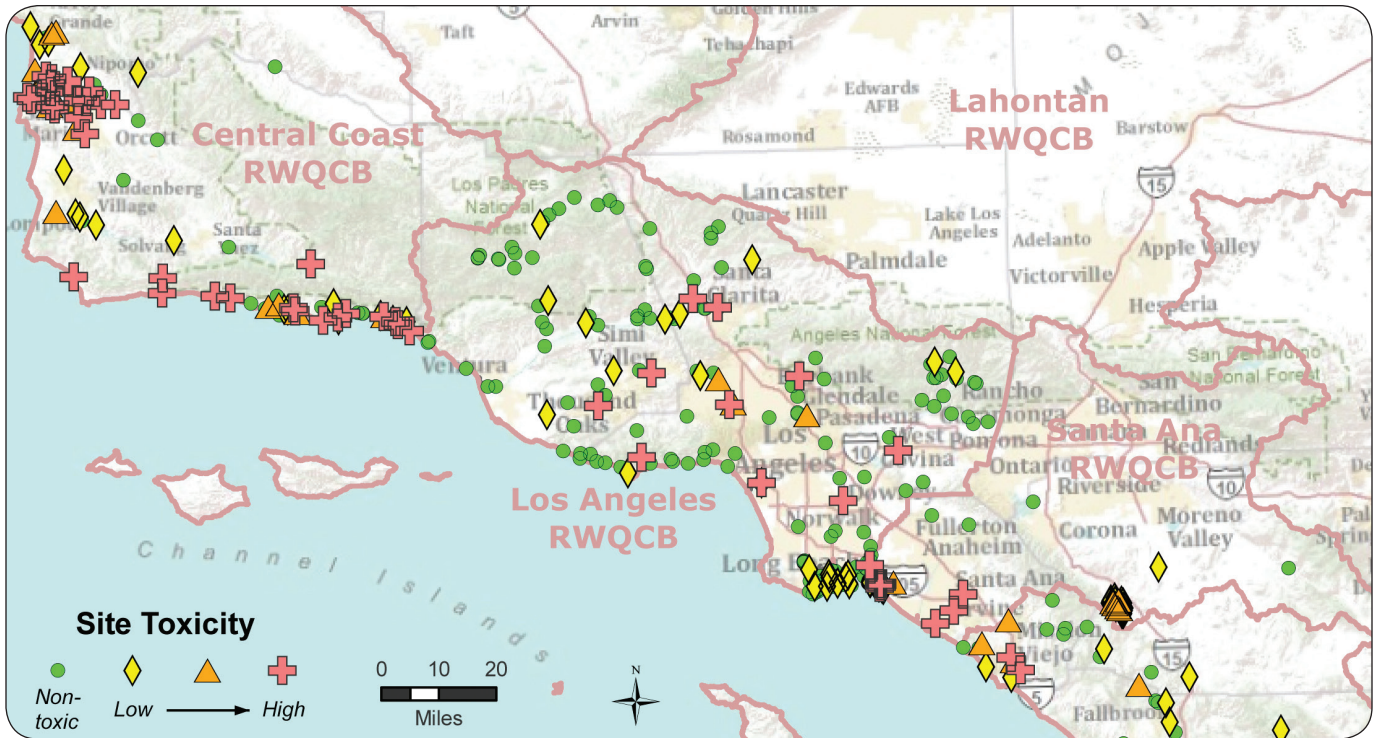 Grande
5
Arvin
Golden Hills
Taft
Tehachapi
M O J
Nipomo
Edwards
AFB
Lahontan
RWQCB
Orcutt
Central Coast
RWQCB
Rosamond
Barstow
15
Los Padres
National
Forest
Lancaster
Quartz Hill
Vandenberg
Village
Lake Los
Angeles
Adelanto
Apple Valley
Lompoc
Solvang
Santa
Ynez
Palmdale
Victorville
Santa
Clarita
Hesperia
Angeles National Forest
Simi
Valley
San Bernardino
National Forest
Ventura
Burbank
Glendale
Pasadena
Rancho
Cucamonga
San
Bernardino
Thousand
Oaks
Los
Angeles
10
West
Covina
Pomona
Ontario
Santa Ana
RWQCB
Redlands
Riverside
10
Los Angeles
RWQCB
Downey
Norwalk
Fullerton
Anaheim
Corona
Moreno
Valley
Channel Islands
Long Beach
Santa Ana
Irvine
Mission
Viejo
15
5
Fallbrook
Site Toxicity
Non-
toxic
Low
High
0 10 20
Miles
N